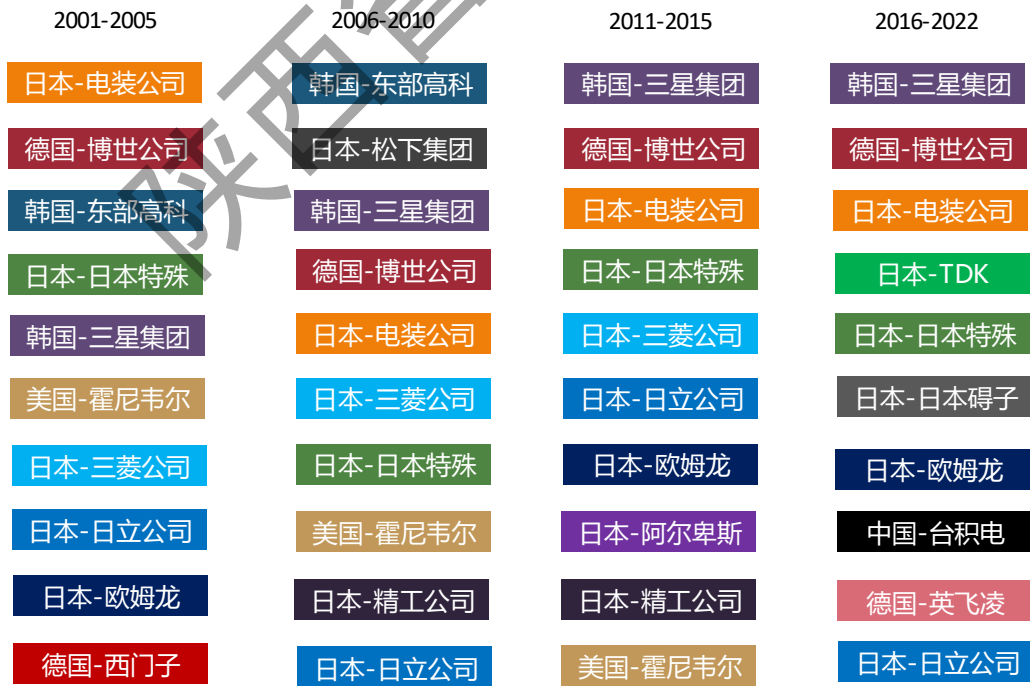 2001-2005 2006-2010 2011-2015 2016-2022
日本-电装公司 韩国-东部高科 韩国-三星集团 韩国-三星集团
德国-博世公司 日本-松下集团 德国-博世公司 德国-博世公司
韩国-东部高科 韩国-三星集团 日本-电装公司 日本-电装公司
日本-日本特殊 德国-博世公司 日本-日本特殊 日本-TDK
韩国-三星集团 日本-电装公司 日本-三菱公司 日本-日本特殊
美国-霍尼韦尔 日本-三菱公司 日本-日立公司 日本-日本碍子
日本-三菱公司 日本-日本特殊 日本-欧姆龙 日本-欧姆龙
日本-日立公司 美国-霍尼韦尔 日本-阿尔卑斯 中国-台积电
日本-欧姆龙 日本-精工公司 日本-精工公司 德国-英飞凌
德国-西门子 日本-日立公司 美国-霍尼韦尔 日本-日立公司
陕西